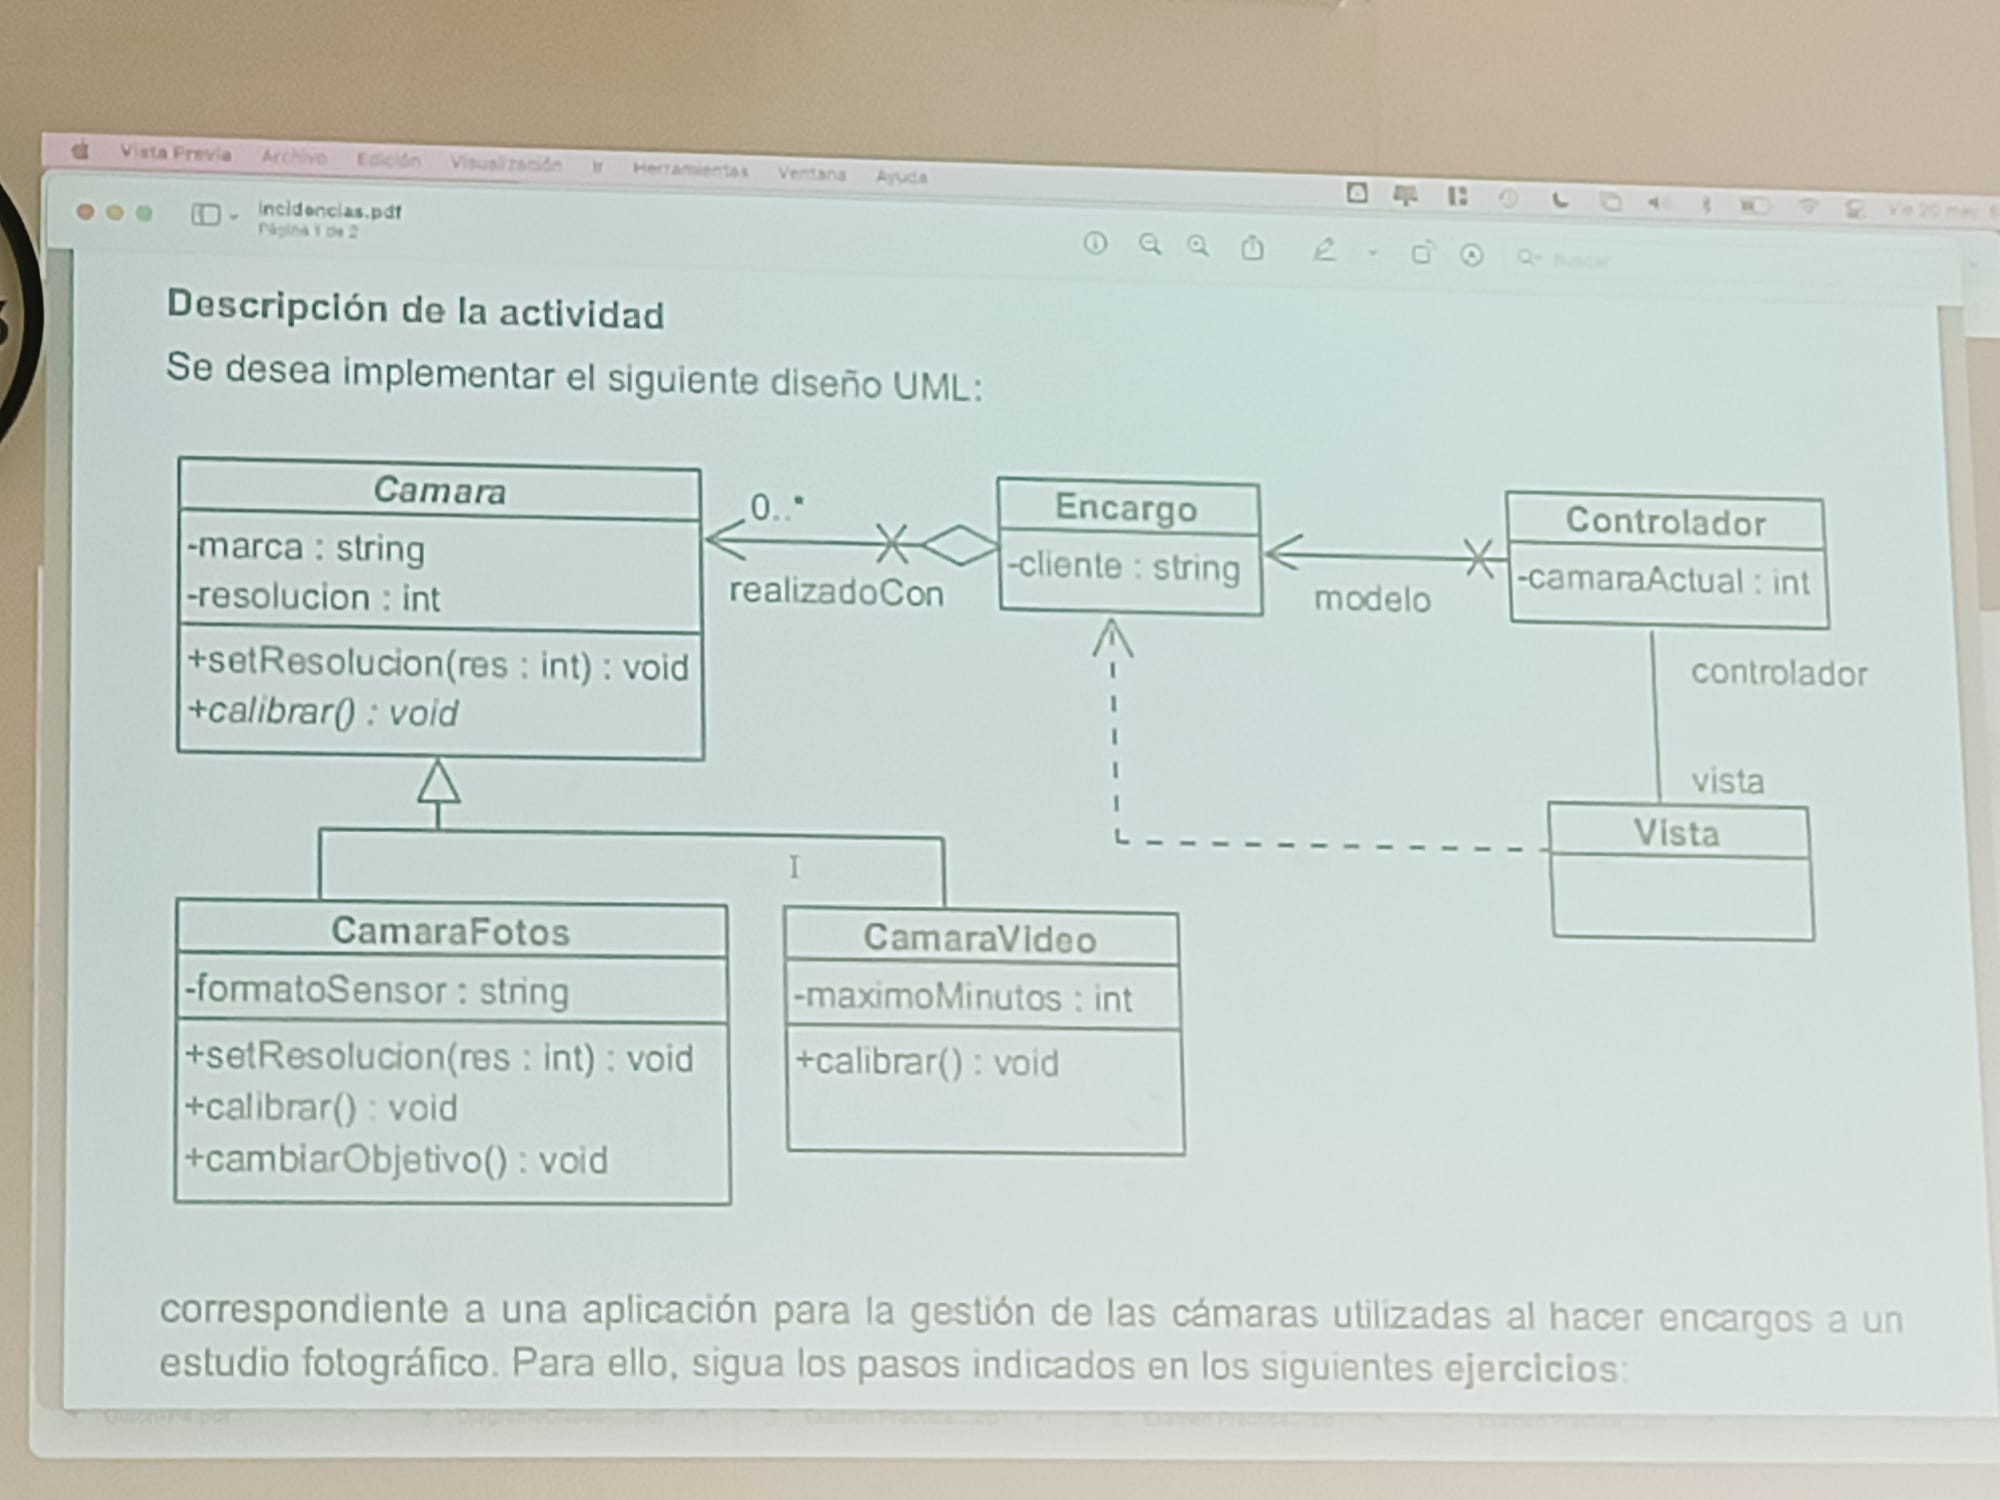 Vista Previa Archivo Edición Visualización Ir Herramientas Ventana Ayuda
Vie 20 may
incidencias.pdf
Página 1 de 2
Buscar
Descripción de la actividad
Se desea implementar el siguiente diseño UML:
Camara
-marca : string
-resolucion : int
+setResolucion(res : int) : void
+calibrar() : void
0..*
realizadoCon
Encargo
-cliente : string
modelo
Controlador
-camaraActual : int
controlador
vista
Vista
CamaraFotos
-formatoSensor : string
+setResolucion(res : int) : void
+calibrar() : void
+cambiarObjetivo() : void
CamaraVideo
-maximoMinutos : int
+calibrar() : void
correspondiente a una aplicación para la gestión de las cámaras utilizadas al hacer encargos a un
estudio fotográfico. Para ello, sigua los pasos indicados en los siguientes ejercicios: